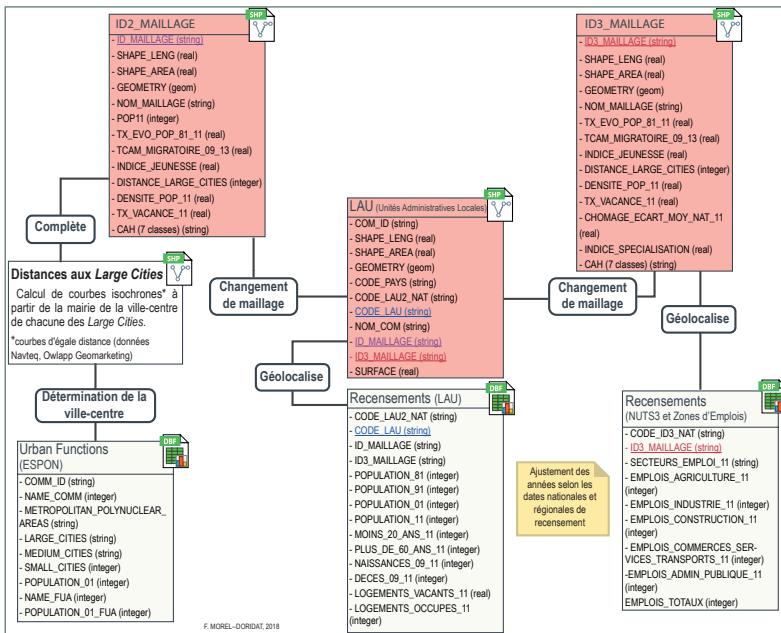 ID2_MAILLAGE
SHP
- ID_MAILLAGE (string)
- SHAPE_LENG (real)
- SHAPE_AREA (real)
- GEOMETRY (geom)
- NOM_MAILLAGE (string)
- POP11 (integer)
- TX_EVO_POP_81_11 (real)
- TCAM_MIGRATOIRE_09_13 (real)
- INDICE_JEUNESSE (real)
- DISTANCE_LARGE_CITIES (integer)
- DENSITE_POP_11 (real)
- TX_VACANCE_11 (real)
- CAH (7 classes) (string)
ID3_MAILLAGE
SHP
- ID3_MAILLAGE (string)
- SHAPE_LENG (real)
- SHAPE_AREA (real)
- GEOMETRY (geom)
- NOM_MAILLAGE (string)
- TX_EVO_POP_81_11 (real)
- TCAM_MIGRATOIRE_09_13 (real)
- INDICE_JEUNESSE (real)
- DISTANCE_LARGE_CITIES (integer)
- DENSITE_POP_11 (real)
- TX_VACANCE_11 (real)
- CHOMAGE_ECART_MOY_NAT_11
(real)
- INDICE_SPECIALISATION (real)
- CAH (7 classes) (string)
LAU (Unités Administratives Locales)
SHP
- COM_ID (string)
- SHAPE_LENG (real)
- SHAPE_AREA (real)
- GEOMETRY (geom)
- CODE_PAYS (string)
- CODE_LAU2_NAT (string)
- CODE_LAU (string)
- NOM_COM (string)
- ID_MAILLAGE (string)
- ID3_MAILLAGE (string)
- SURFACE (real)
Complète
Changement
de maillage
Changement
de maillage
Géolocalise
Géolocalise
Distances aux Large Cities
SHP
Calcul de courbes isochrones* à
partir de la mairie de la ville-centre
de chacune des Large Cities.
*courbes d'égale distance (données
Navteq, Owlapp Geomarketing)
Détermination de la
ville-centre
Urban Functions
(ESPON)
DBF
- COMM_ID (string)
- NAME_COMM (integer)
- METROPOLITAN_POLYNUCLEAR_
AREAS (string)
- LARGE_CITIES (string)
- MEDIUM_CITIES (string)
- SMALL_CITIES (integer)
- POPULATION_01 (integer)
- NAME_FUA (integer)
- POPULATION_01_FUA (integer)
Recensements (LAU)
DBF
- CODE_LAU2_NAT (string)
- CODE_LAU (string)
- ID_MAILLAGE (string)
- ID3_MAILLAGE (string)
- POPULATION_81 (integer)
- POPULATION_91 (integer)
- POPULATION_01 (integer)
- POPULATION_11 (integer)
- MOINS_20_ANS_11 (integer)
- PLUS_DE_60_ANS_11 (integer)
- NAISSANCES_09_11 (integer)
- DECES_09_11 (integer)
- LOGEMENTS_VACANTS_11 (real)
- LOGEMENTS_OCCUPES_11
(integer)
Ajustement des
années selon les
dates nationales et
régionales de
recensement
Recensements
(NUTS3 et Zones d'Emplois)
DBF
- CODE_ID3_NAT (string)
- ID3_MAILLAGE (string)
- SECTEURS_EMPLOI_11 (string)
- EMPLOIS_AGRICULTURE_11
(integer)
- EMPLOIS_INDUSTRIE_11 (integer)
- EMPLOIS_CONSTRUCTION_11
(integer)
- EMPLOIS_COMMERCES_SER-
VICES_TRANSPORTS_11 (integer)
-EMPLOIS_ADMIN_PUBLIQUE_11
(integer)
EMPLOIS_TOTAUX (integer)
F. MOREL--DORIDAT, 2018